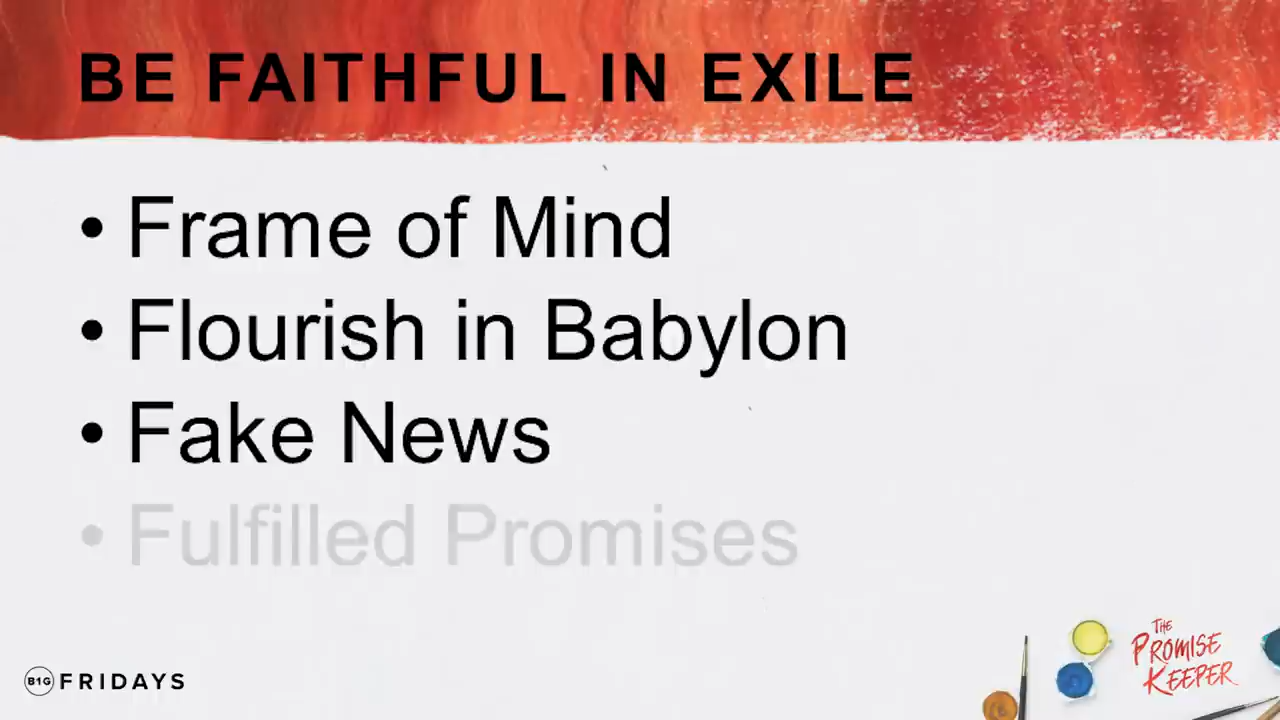 BE FAITHFUL IN EXILE
• Frame of Mind
• Flourish in Babylon
• Fake News
• Fulfilled Promises
B1G FRIDAYS
THE
PROMISE
KEEPER